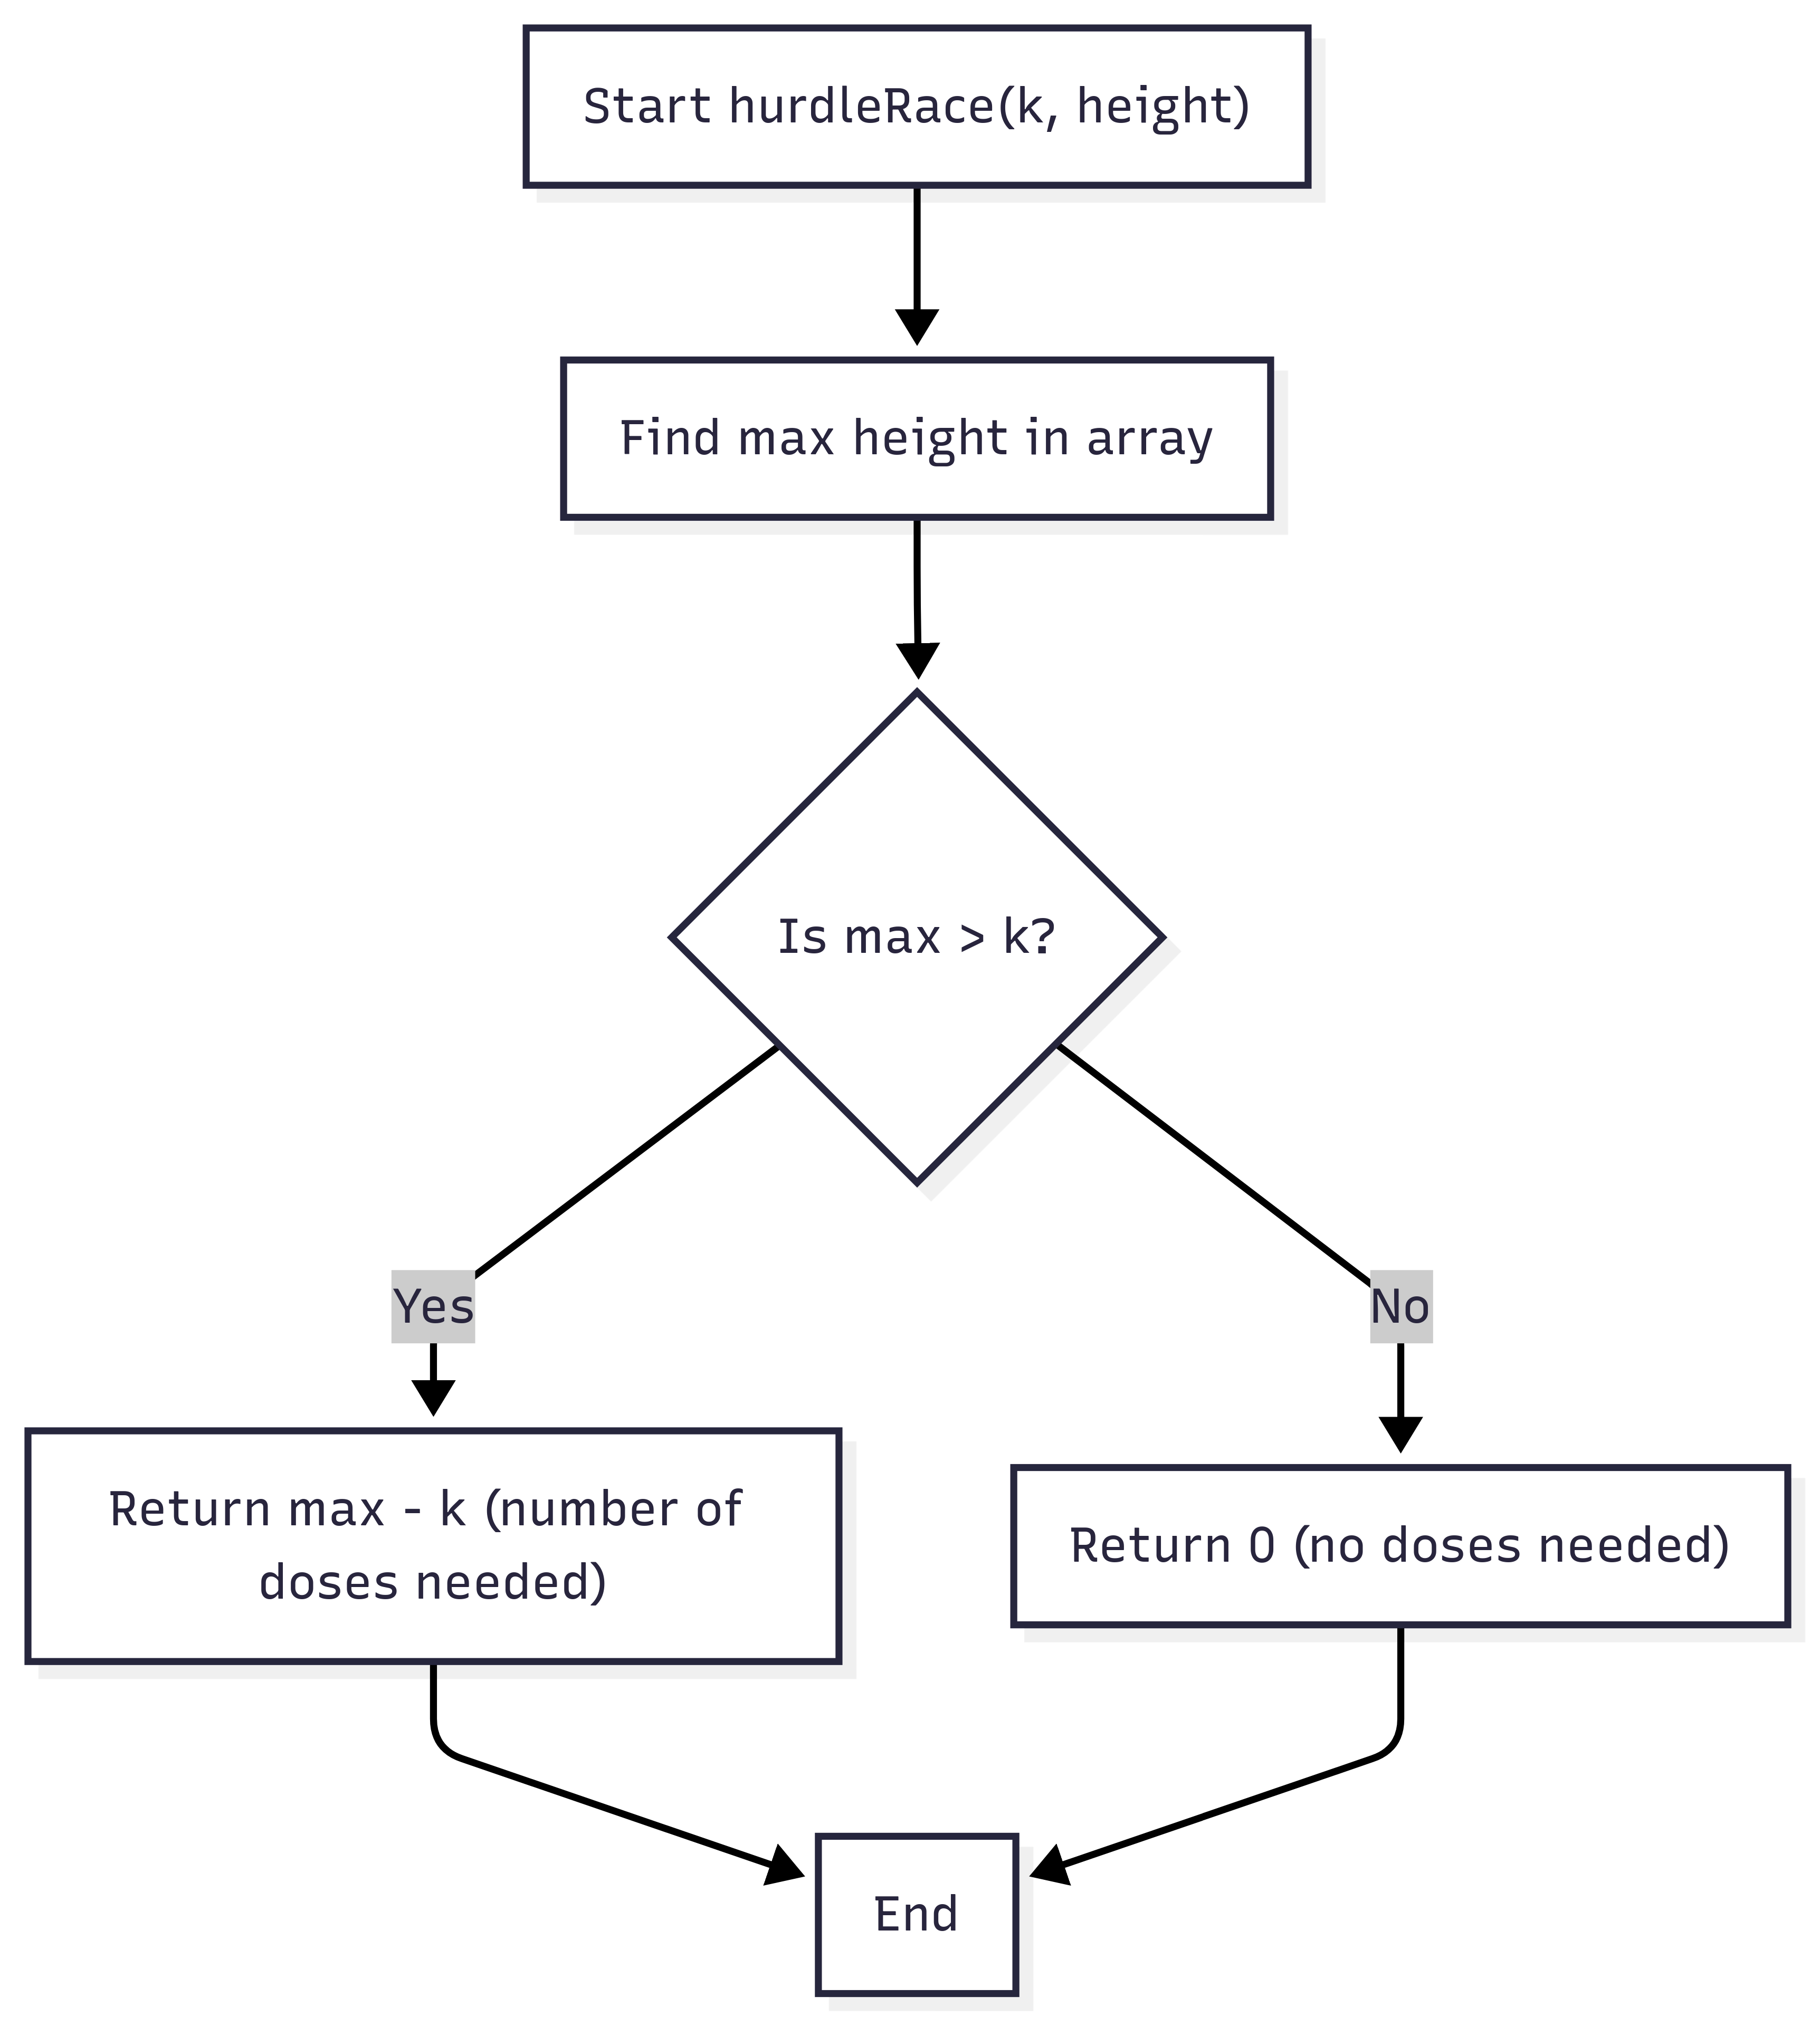 Start hurdleRace(k, height)
Find max height in array
Is max > k?
Yes
No
Return max - k (number of
doses needed)
Return 0 (no doses needed)
End